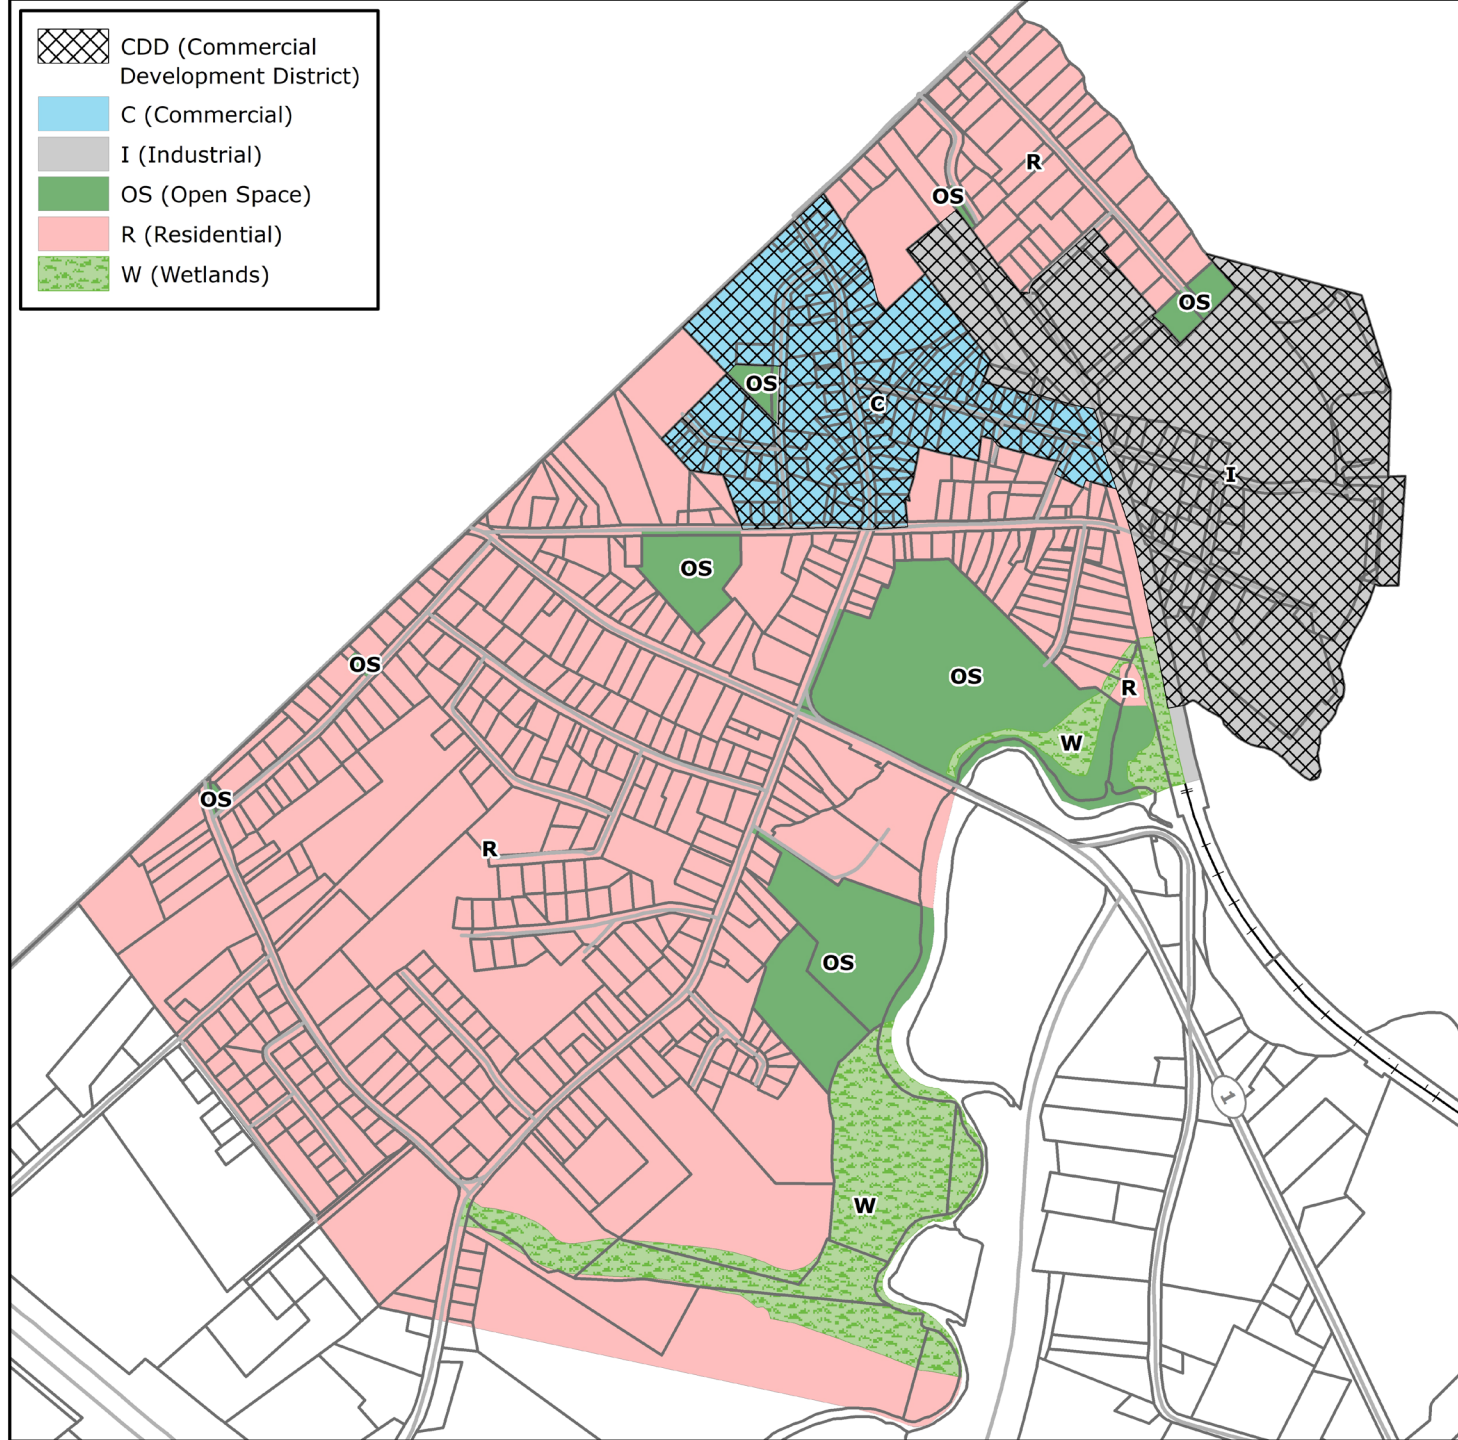 CDD (Commercial
Development District)
C (Commercial)
I (Industrial)
OS (Open Space)
R (Residential)
W (Wetlands)
R
OS
OS
OS
C
I
OS
OS
OS
R
W
OS
R
OS
W
1